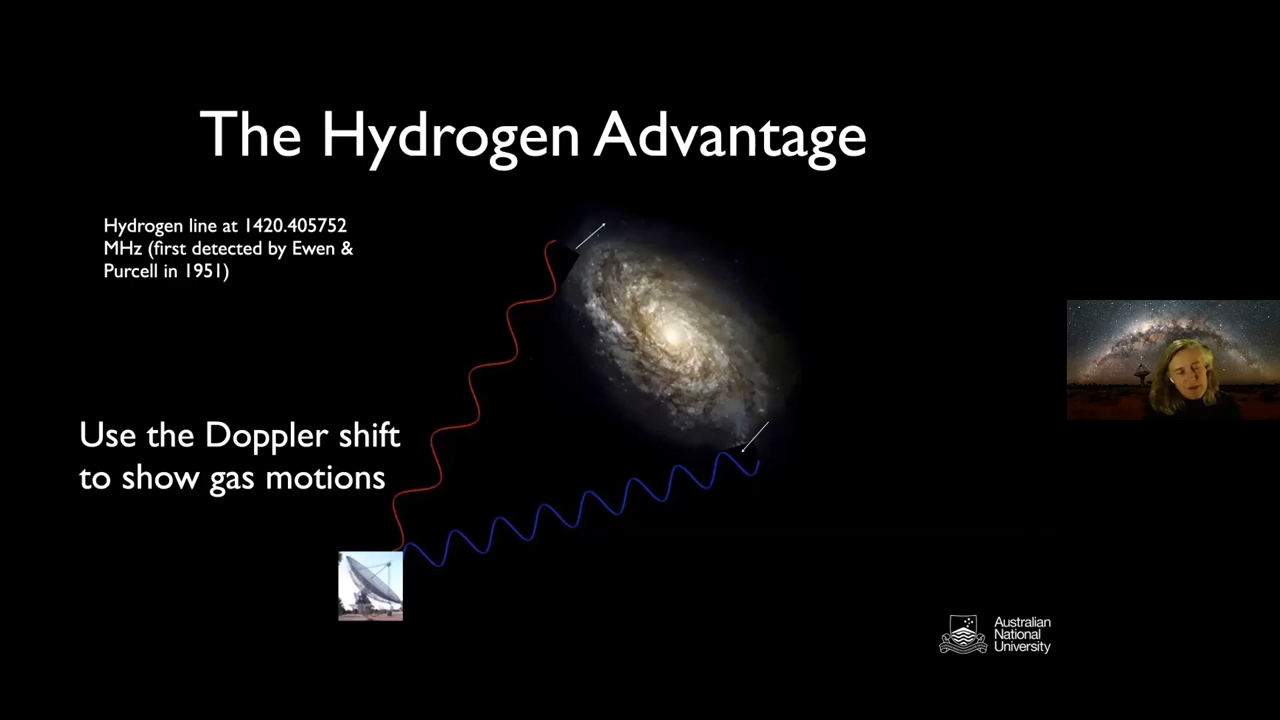 The Hydrogen Advantage
Hydrogen line at 1420.405752
MHz (first detected by Ewen &
Purcell in 1951)
Use the Doppler shift
to show gas motions
Australian
National
University